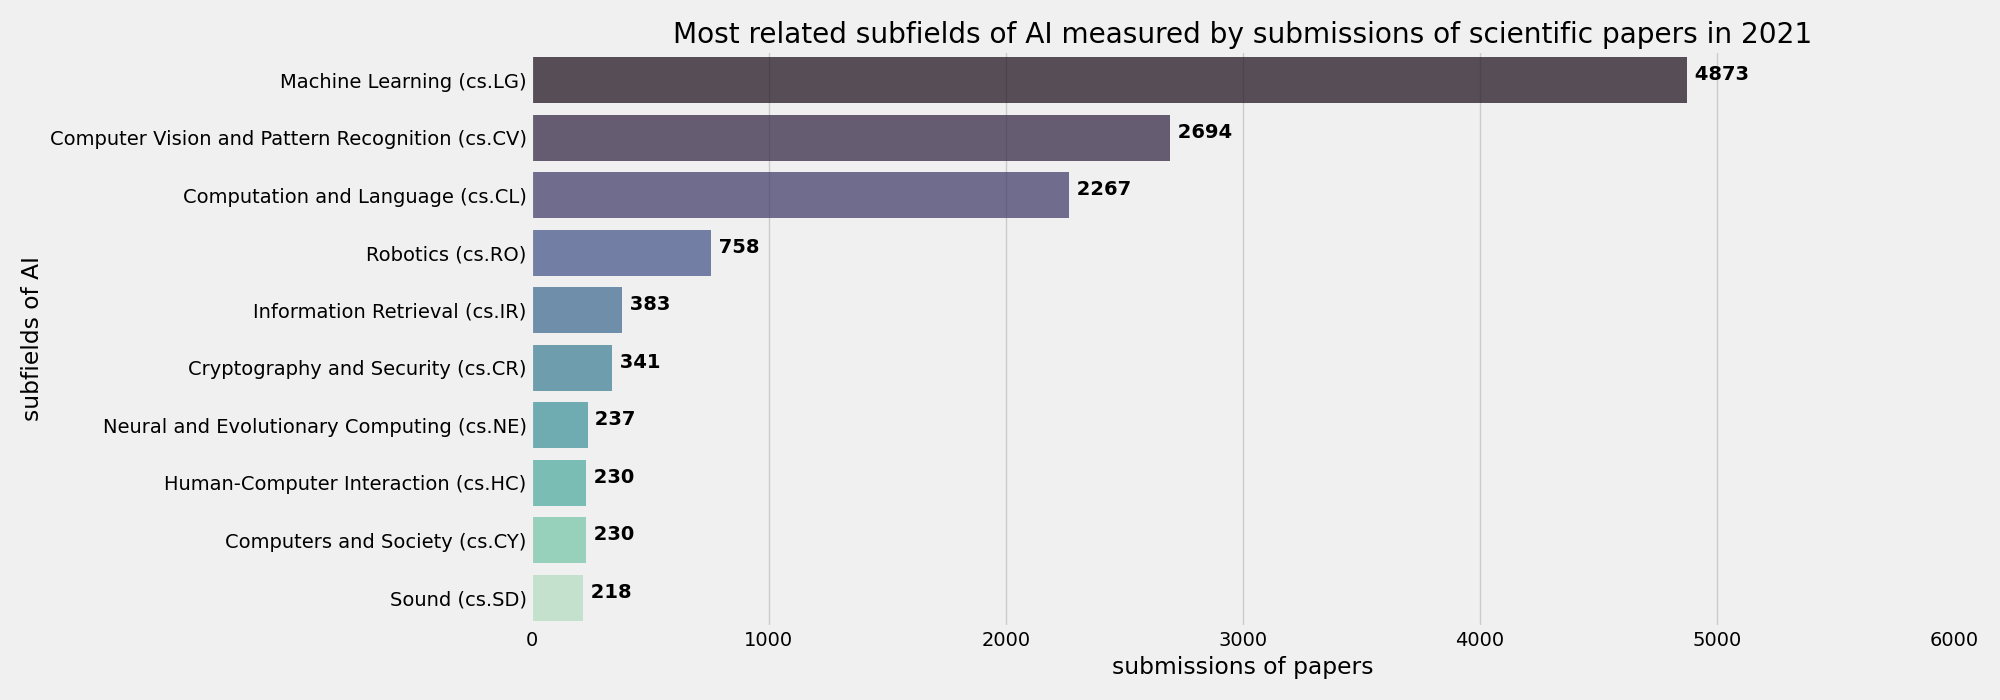 Most related subfields of AI measured by submissions of scientific papers in 2021
Machine Learning (cs.LG) 4873
Computer Vision and Pattern Recognition (cs.CV) 2694
Computation and Language (cs.CL) 2267
Robotics (cs.RO) 758
Information Retrieval (cs.IR) 383
Cryptography and Security (cs.CR) 341
Neural and Evolutionary Computing (cs.NE) 237
Human-Computer Interaction (cs.HC) 230
Computers and Society (cs.CY) 230
Sound (cs.SD) 218
subfields of AI
0 1000 2000 3000 4000 5000 6000
submissions of papers